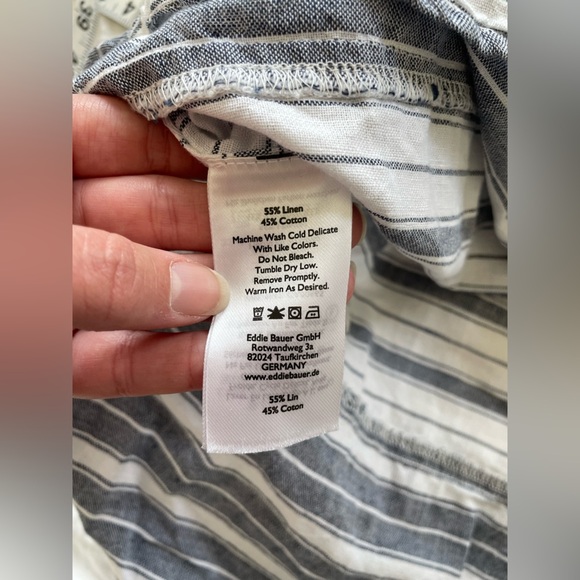 39
4
55% Linen
45% Cotton
Machine Wash Cold Delicate
With Like Colors.
Do Not Bleach.
Tumble Dry Low.
Remove Promptly.
Warm Iron As Desired.
Eddie Bauer GmbH
Rotwandweg 3a
82024 Taufkirchen
GERMANY
www.eddiebauer.de
55% Lin
45% Coton